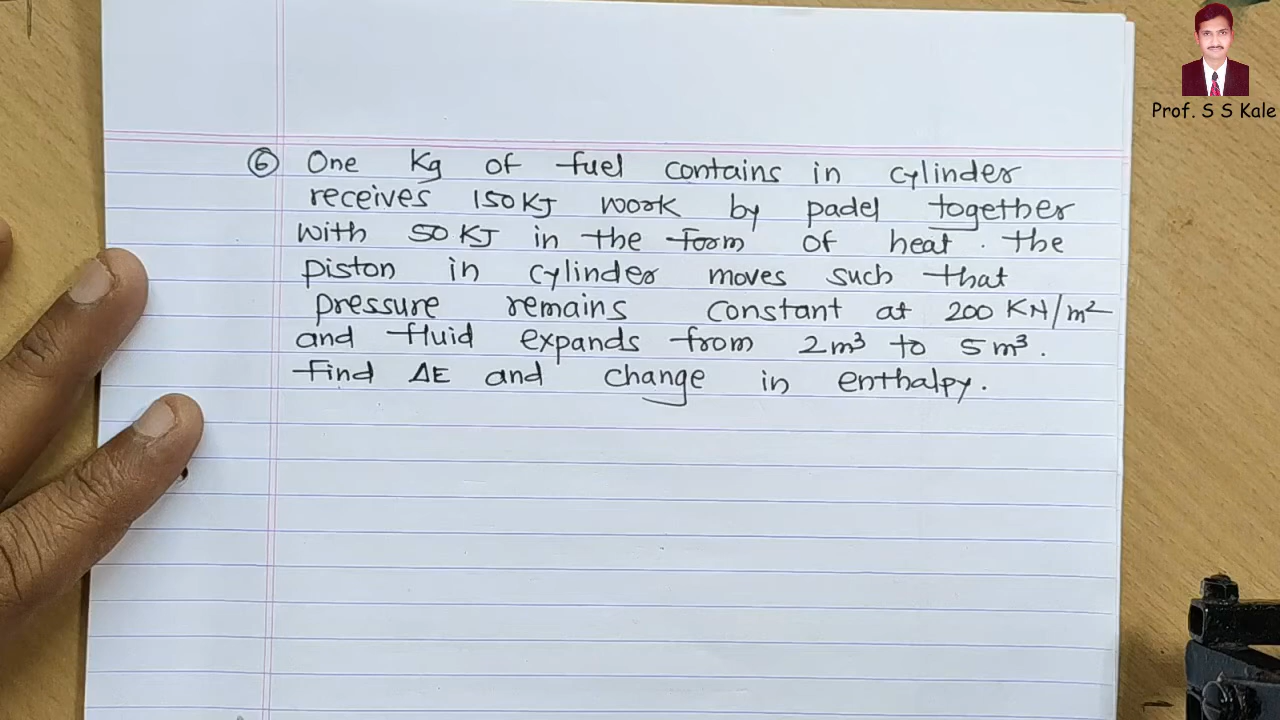 Prof. S S Kale
⑥ One Kg of fuel contains in cylinder
receives 150KJ work by padel together
with 50 KJ in the form of heat. the
piston in cylinder moves such that
pressure remains constant at 200 KN/m²
and fluid expands from 2m³ to 5m³.
find ΔE and change in enthalpy.